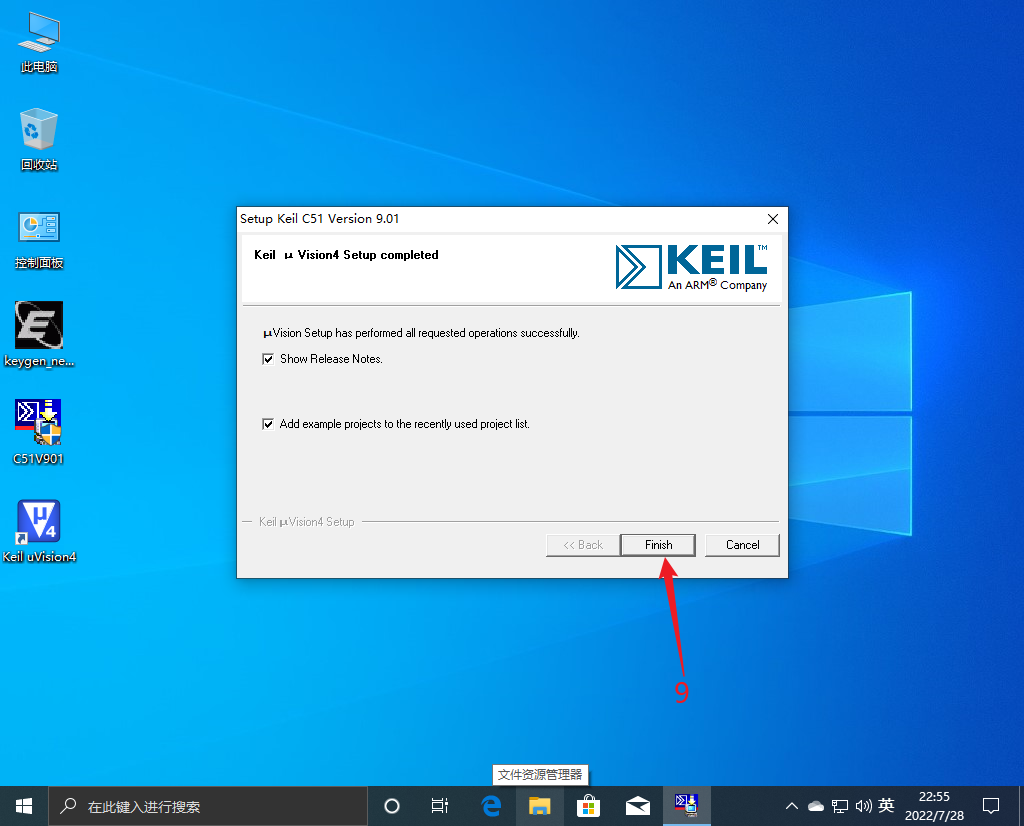 此电脑
回收站
控制面板
keygen_ne...
C51V901
Keil uVision4
Setup Keil C51 Version 9.01
Keil μ Vision4 Setup completed
KEIL™
An ARM® Company
μVision Setup has performed all requested operations successfully.
Show Release Notes.
Add example projects to the recently used project list.
Keil μVision4 Setup
<< Back
Finish
Cancel
9
文件资源管理器
在此键入进行搜索
英
22:55
2022/7/28